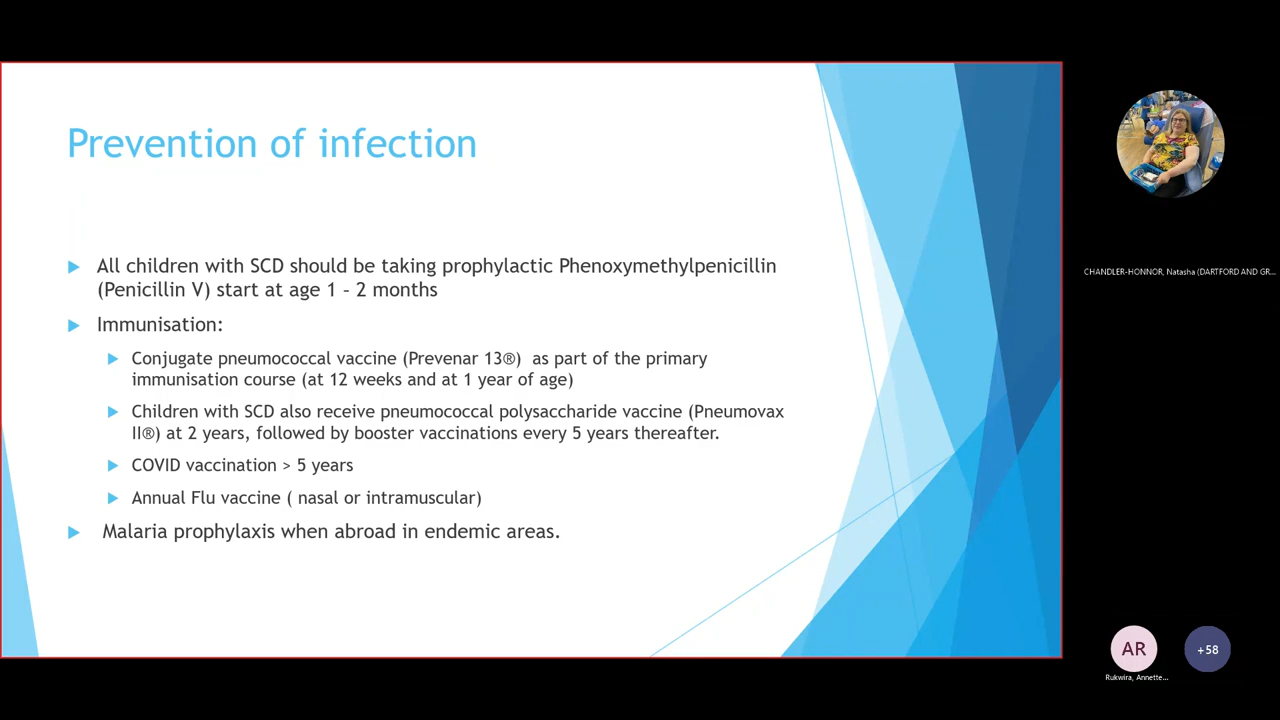 Prevention of infection
All children with SCD should be taking prophylactic Phenoxymethylpenicillin
(Penicillin V) start at age 1 - 2 months
Immunisation:
Conjugate pneumococcal vaccine (Prevenar 13®)  as part of the primary
immunisation course (at 12 weeks and at 1 year of age)
Children with SCD also receive pneumococcal polysaccharide vaccine (Pneumovax
II®) at 2 years, followed by booster vaccinations every 5 years thereafter.
COVID vaccination > 5 years
Annual Flu vaccine ( nasal or intramuscular)
Malaria prophylaxis when abroad in endemic areas.
CHANDLER-HONNOR, Natasha (DARTFORD AND GR...
AR
+58
Rukwira, Annette...